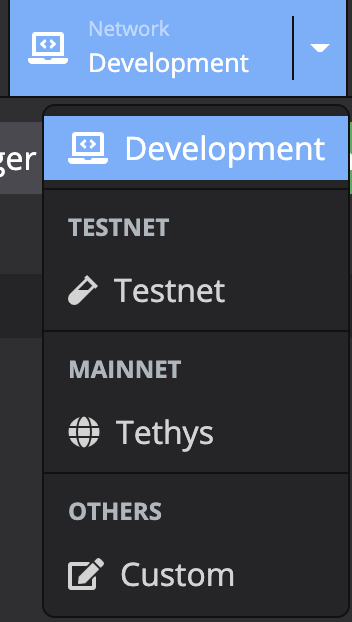 Network
Development
ger
Development
TESTNET
Testnet
MAINNET
Tethys
OTHERS
Custom